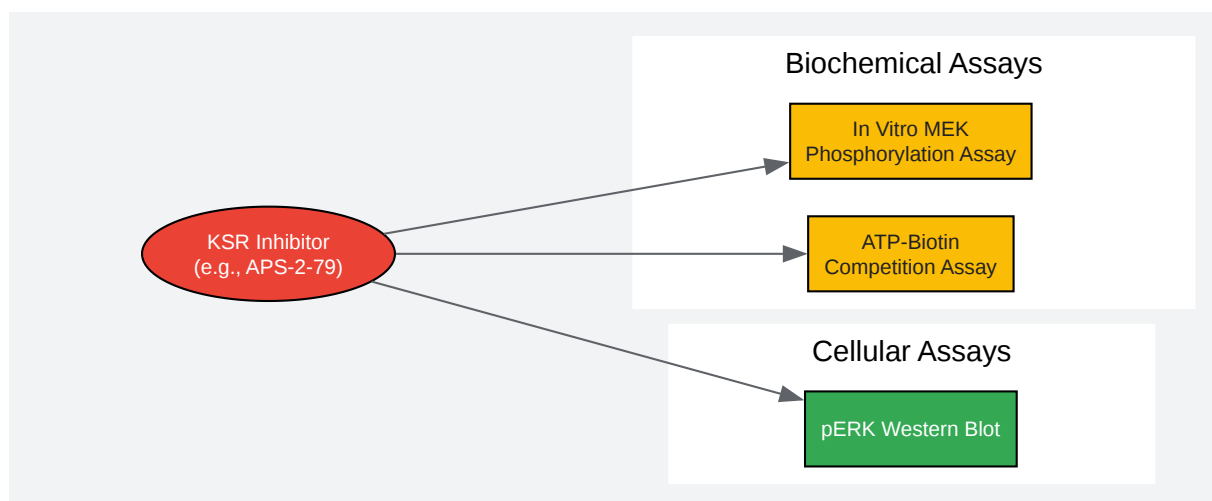 Biochemical Assays
In Vitro MEK
Phosphorylation Assay
KSR Inhibitor
(e.g., APS-2-79)
ATP-Biotin
Competition Assay
Cellular Assays
pERK Western Blot